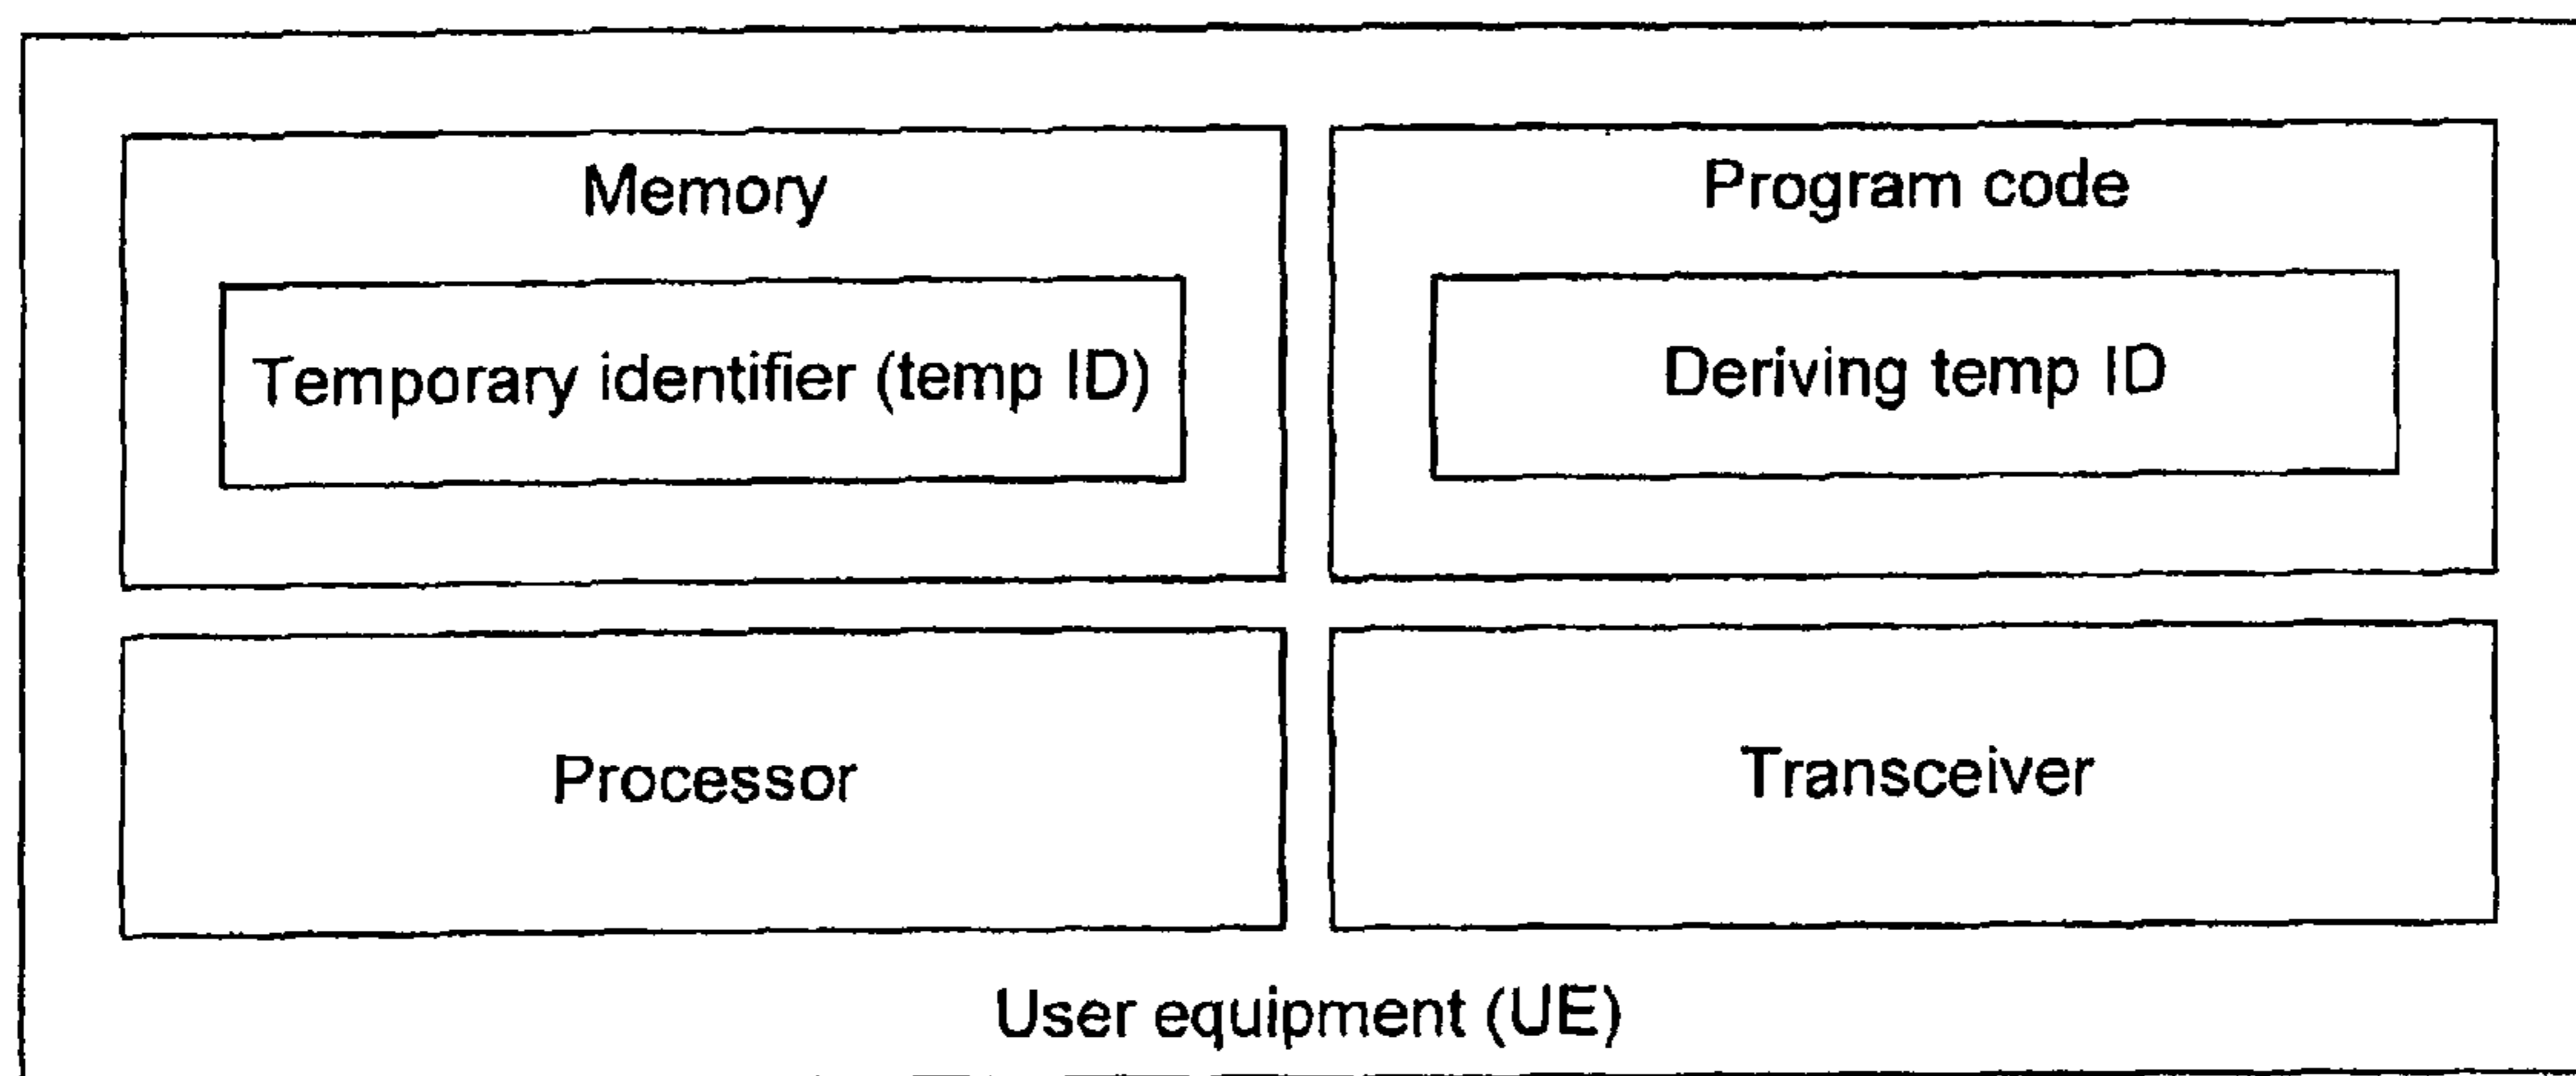 Memory
Program code
Temporary identifier (temp ID)
Deriving temp ID
Processor
Transceiver
User equipment (UE)